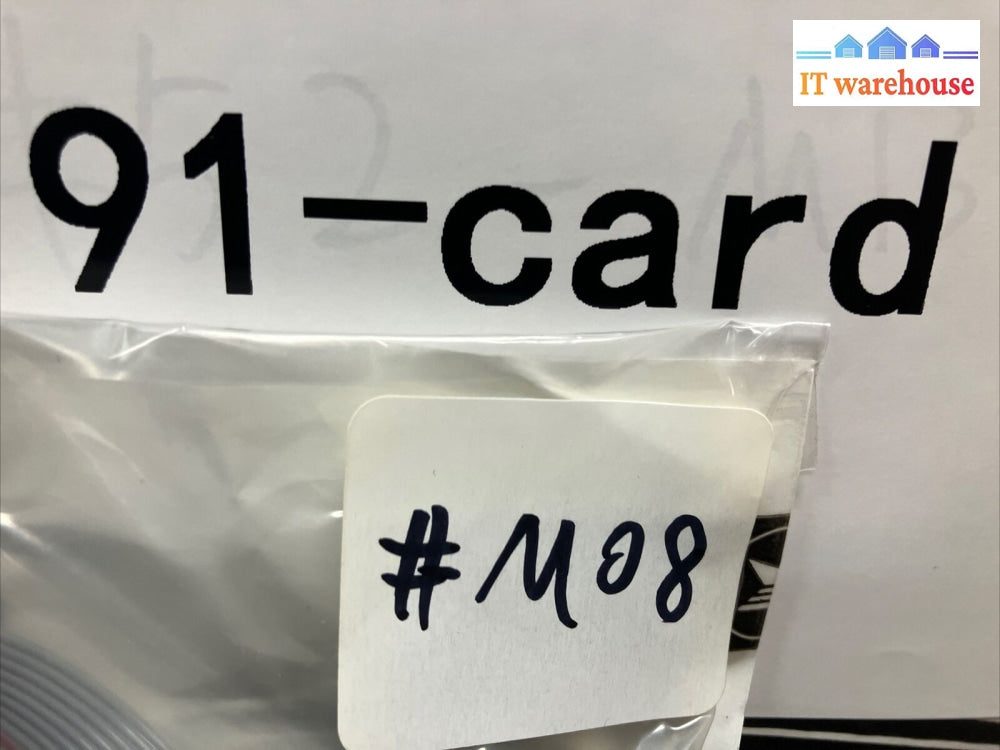 IT warehouse
91-card
#M08